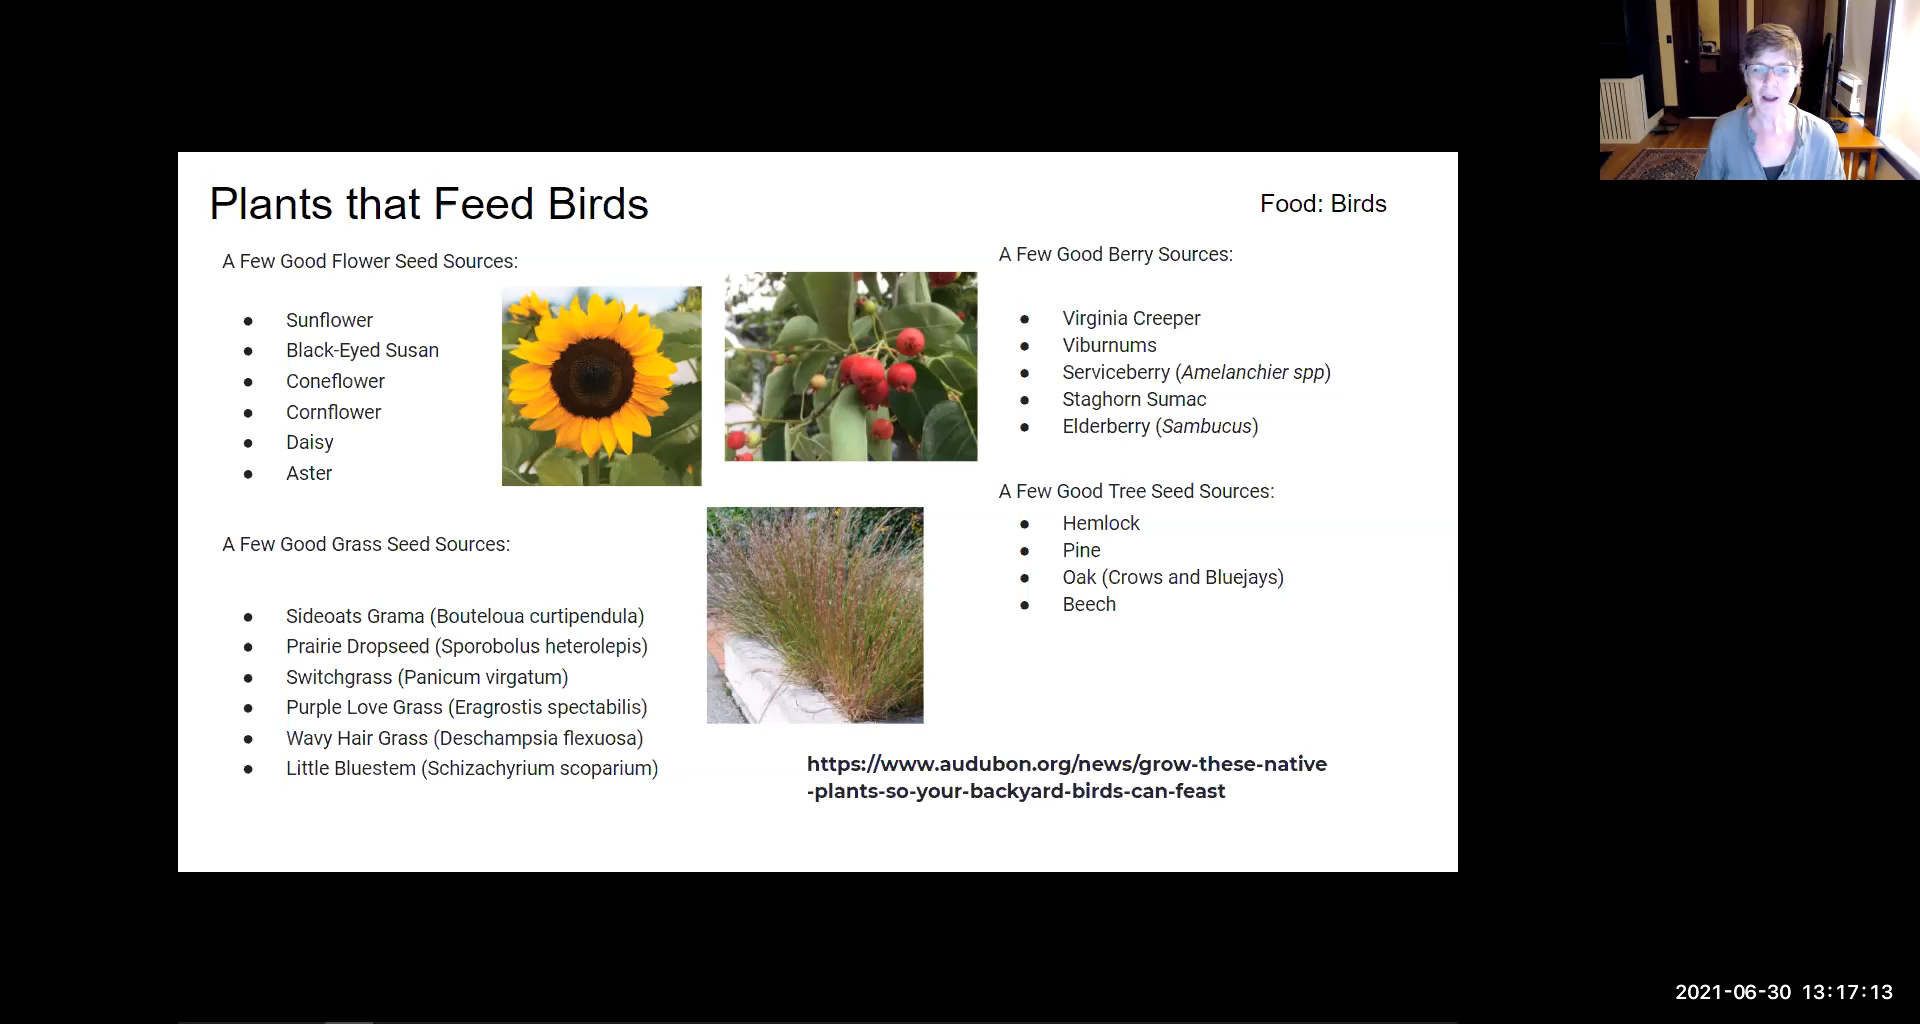 Plants that Feed Birds
Food: Birds
A Few Good Flower Seed Sources:
● Sunflower
● Black-Eyed Susan
● Coneflower
● Cornflower
● Daisy
● Aster
A Few Good Grass Seed Sources:
● Sideoats Grama (Bouteloua curtipendula)
● Prairie Dropseed (Sporobolus heterolepis)
● Switchgrass (Panicum virgatum)
● Purple Love Grass (Eragrostis spectabilis)
● Wavy Hair Grass (Deschampsia flexuosa)
● Little Bluestem (Schizachyrium scoparium)
A Few Good Berry Sources:
● Virginia Creeper
● Viburnums
● Serviceberry (Amelanchier spp)
● Staghorn Sumac
● Elderberry (Sambucus)
A Few Good Tree Seed Sources:
● Hemlock
● Pine
● Oak (Crows and Bluejays)
● Beech
https://www.audubon.org/news/grow-these-native
-plants-so-your-backyard-birds-can-feast
2021-06-30 13:17:13